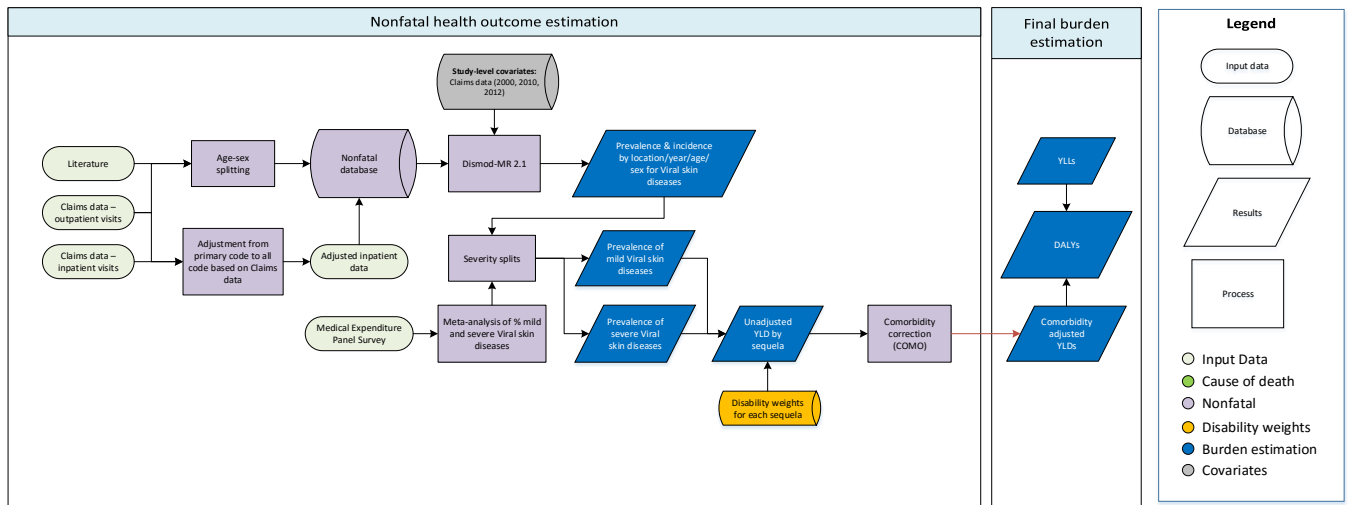 Nonfatal health outcome estimation
Final burden
estimation
Legend
Input data
Database
Results
Process
Input Data
Cause of death
Nonfatal
Disability weights
Burden estimation
Covariates
Study-level covariates:
Claims data (2000, 2010,
2012)
Literature
Age-sex
splitting
Nonfatal
database
Dismod-MR 2.1
Prevalence & incidence
by location/year/age/
sex for Viral skin
diseases
Claims data –
outpatient visits
Claims data –
inpatient visits
Adjustment from
primary code to all
code based on Claims
data
Adjusted inpatient
data
Severity splits
Prevalence of
mild Viral skin
diseases
Medical Expenditure
Panel Survey
Meta-analysis of % mild
and severe Viral skin
diseases
Prevalence of
severe Viral
skin diseases
Unadjusted
YLD by
sequela
Comorbidity
correction
(COMO)
Disability weights
for each sequela
YLLs
DALYs
Comorbidity
adjusted
YLDs